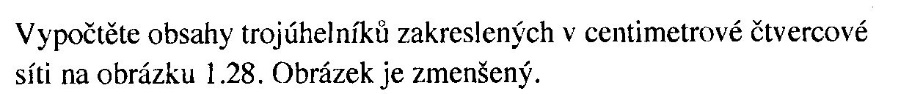 Vypočtěte obsahy trojúhelníků zakreslených v centimetrové čtvercové
síti na obrázku 1.28. Obrázek je zmenšený.